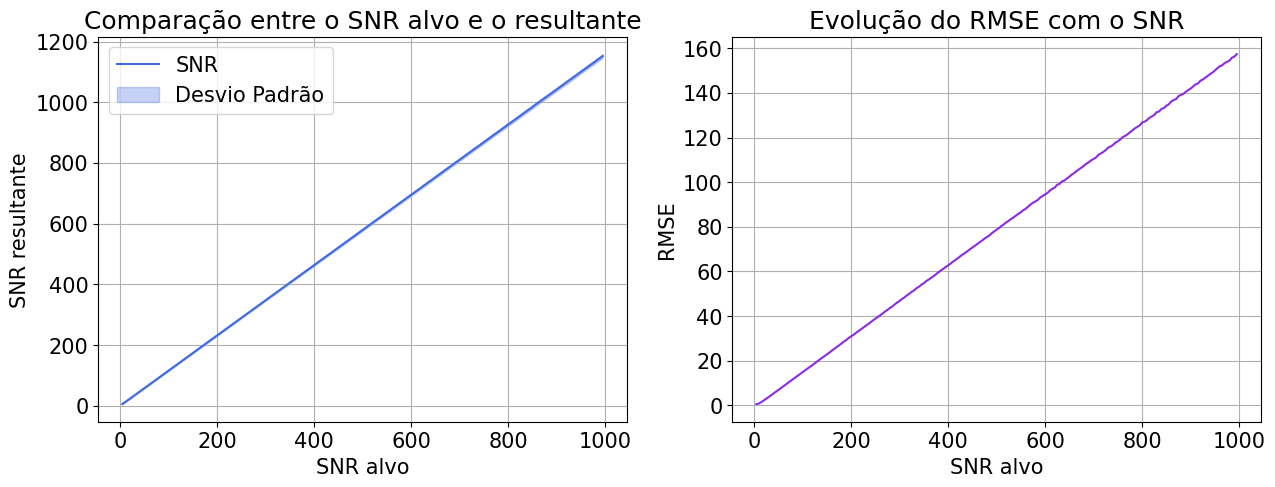 Comparação entre o SNR alvo e o resultante
SNR resultante
1200
1000
800
600
400
200
0
SNR
Desvio Padrão
0 200 400 600 800 1000
SNR alvo
Evolução do RMSE com o SNR
RMSE
160
140
120
100
80
60
40
20
0
0 200 400 600 800 1000
SNR alvo